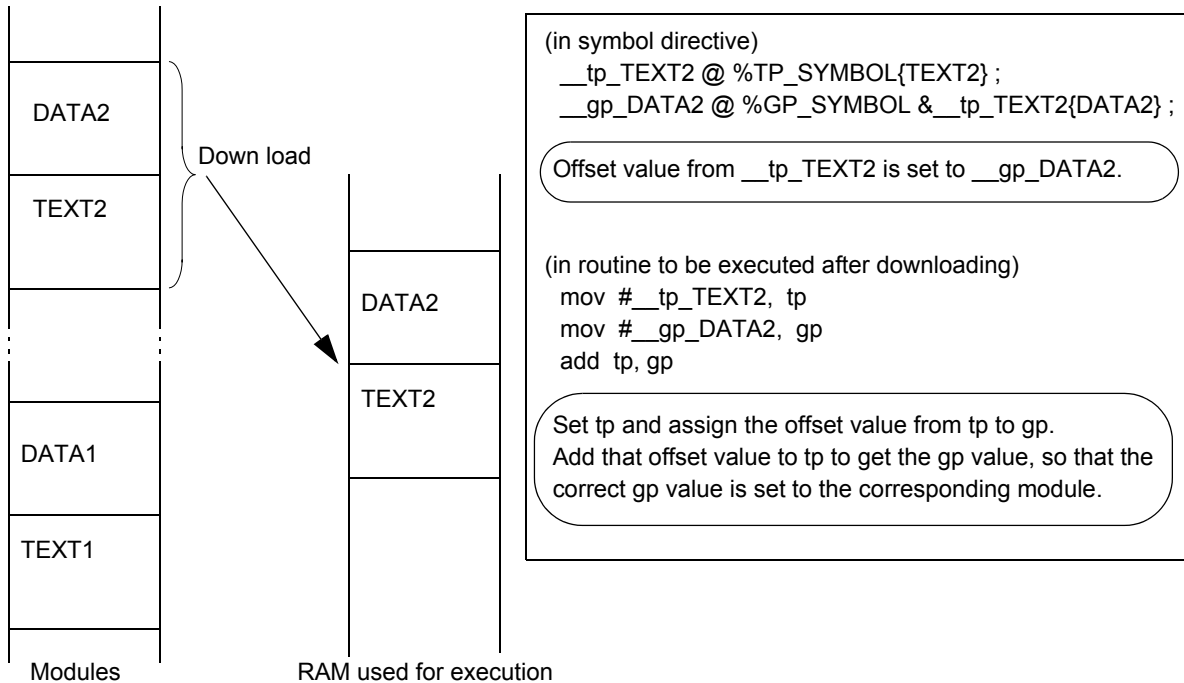 DATA2
TEXT2
Down load
DATA1
TEXT1
Modules
DATA2
TEXT2
RAM used for execution
(in symbol directive)
__tp_TEXT2 @ %TP_SYMBOL{TEXT2} ;
__gp_DATA2 @ %GP_SYMBOL &__tp_TEXT2{DATA2} ;
Offset value from __tp_TEXT2 is set to __gp_DATA2.
(in routine to be executed after downloading)
mov #__tp_TEXT2, tp
mov #__gp_DATA2, gp
add tp, gp
Set tp and assign the offset value from tp to gp.
Add that offset value to tp to get the gp value, so that the
correct gp value is set to the corresponding module.